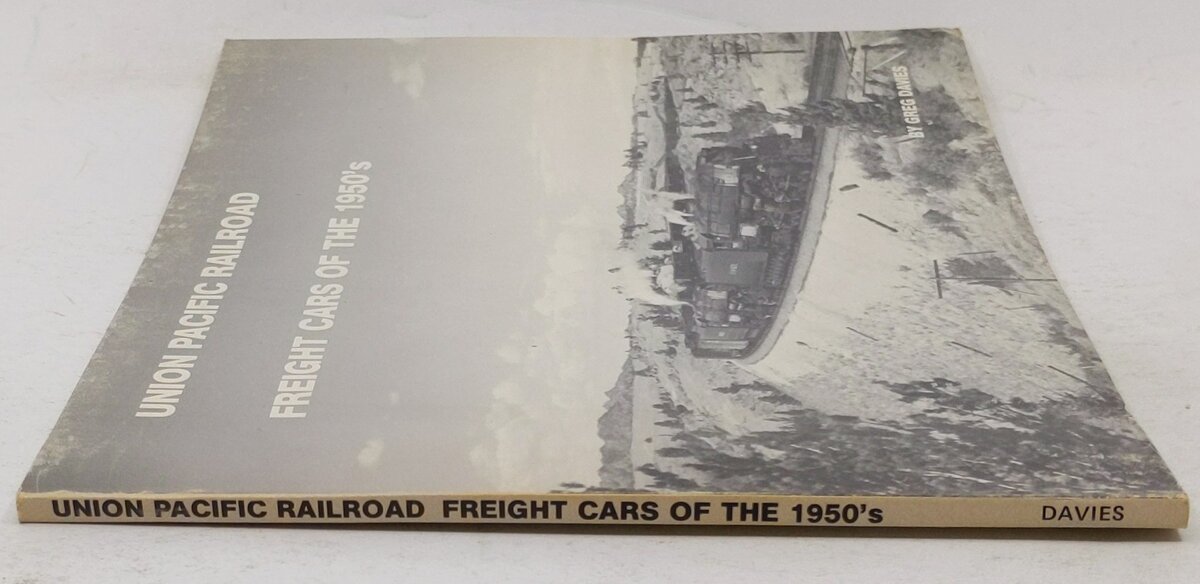 UNION PACIFIC RAILROAD
FREIGHT CARS OF THE 1950's
BY GREG DAVIES
UNION PACIFIC RAILROAD FREIGHT CARS OF THE 1950's DAVIES